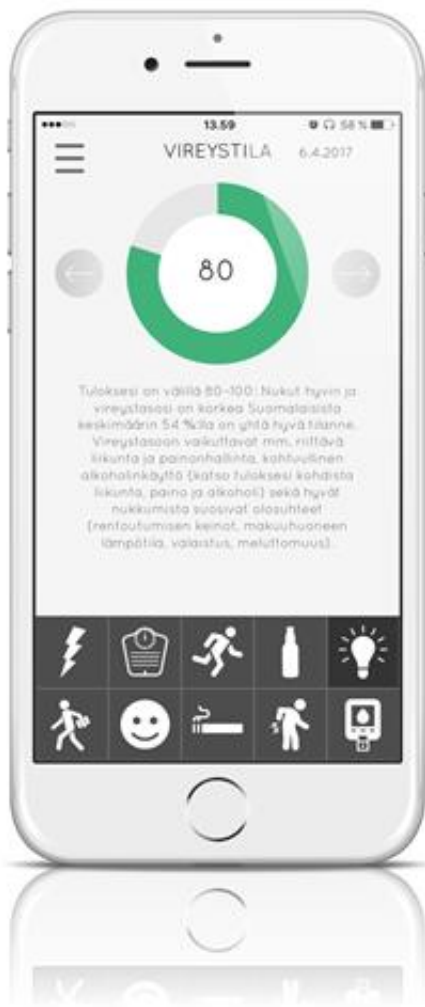 13.59 58 %
VIREYSTILA 6.4.2017
80
Tuloksesi on välillä 80-100: Nukut hyvin ja
vireystasosi on korkea Suomalaisista
keskimäärin 54 %:lla on yhtä hyvä tilanne.
Vireystasoon vaikuttavat mm. riittävä
liikunta ja painonhallinta, kohtuullinen
alkoholinkäyttö (katso tuloksesi kohdista
liikunta, paino ja alkoholi) sekä hyvät
nukkumista suosivat olosuhteet
(rentoutumisen keinot, makuuhuoneen
lämpötila, valaistus, meluttomuus).